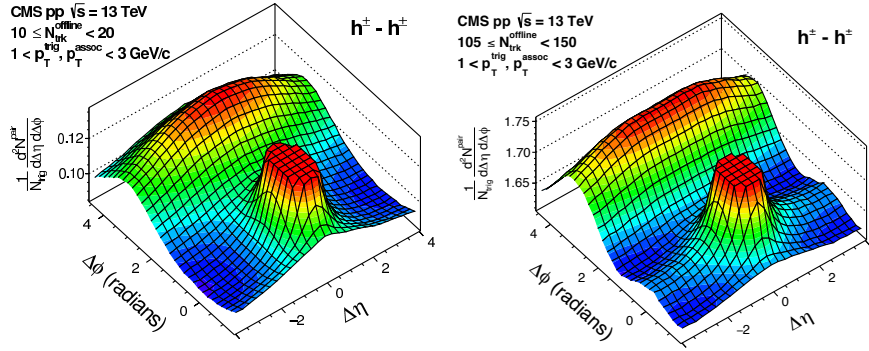 CMS pp √s = 13 TeV
10 ≤ N_trk^offline < 20
1 < p_T^trig, p_T^assoc < 3 GeV/c
h± - h±
0.12
0.10
1/N_trig d²N^pair/dΔη dΔφ
4
2
0
Δφ (radians)
−2
0
2
4
Δη
CMS pp √s = 13 TeV
105 ≤ N_trk^offline < 150
1 < p_T^trig, p_T^assoc < 3 GeV/c
h± - h±
1.75
1.70
1.65
1/N_trig d²N^pair/dΔη dΔφ
4
2
0
Δφ (radians)
−2
0
2
Δη